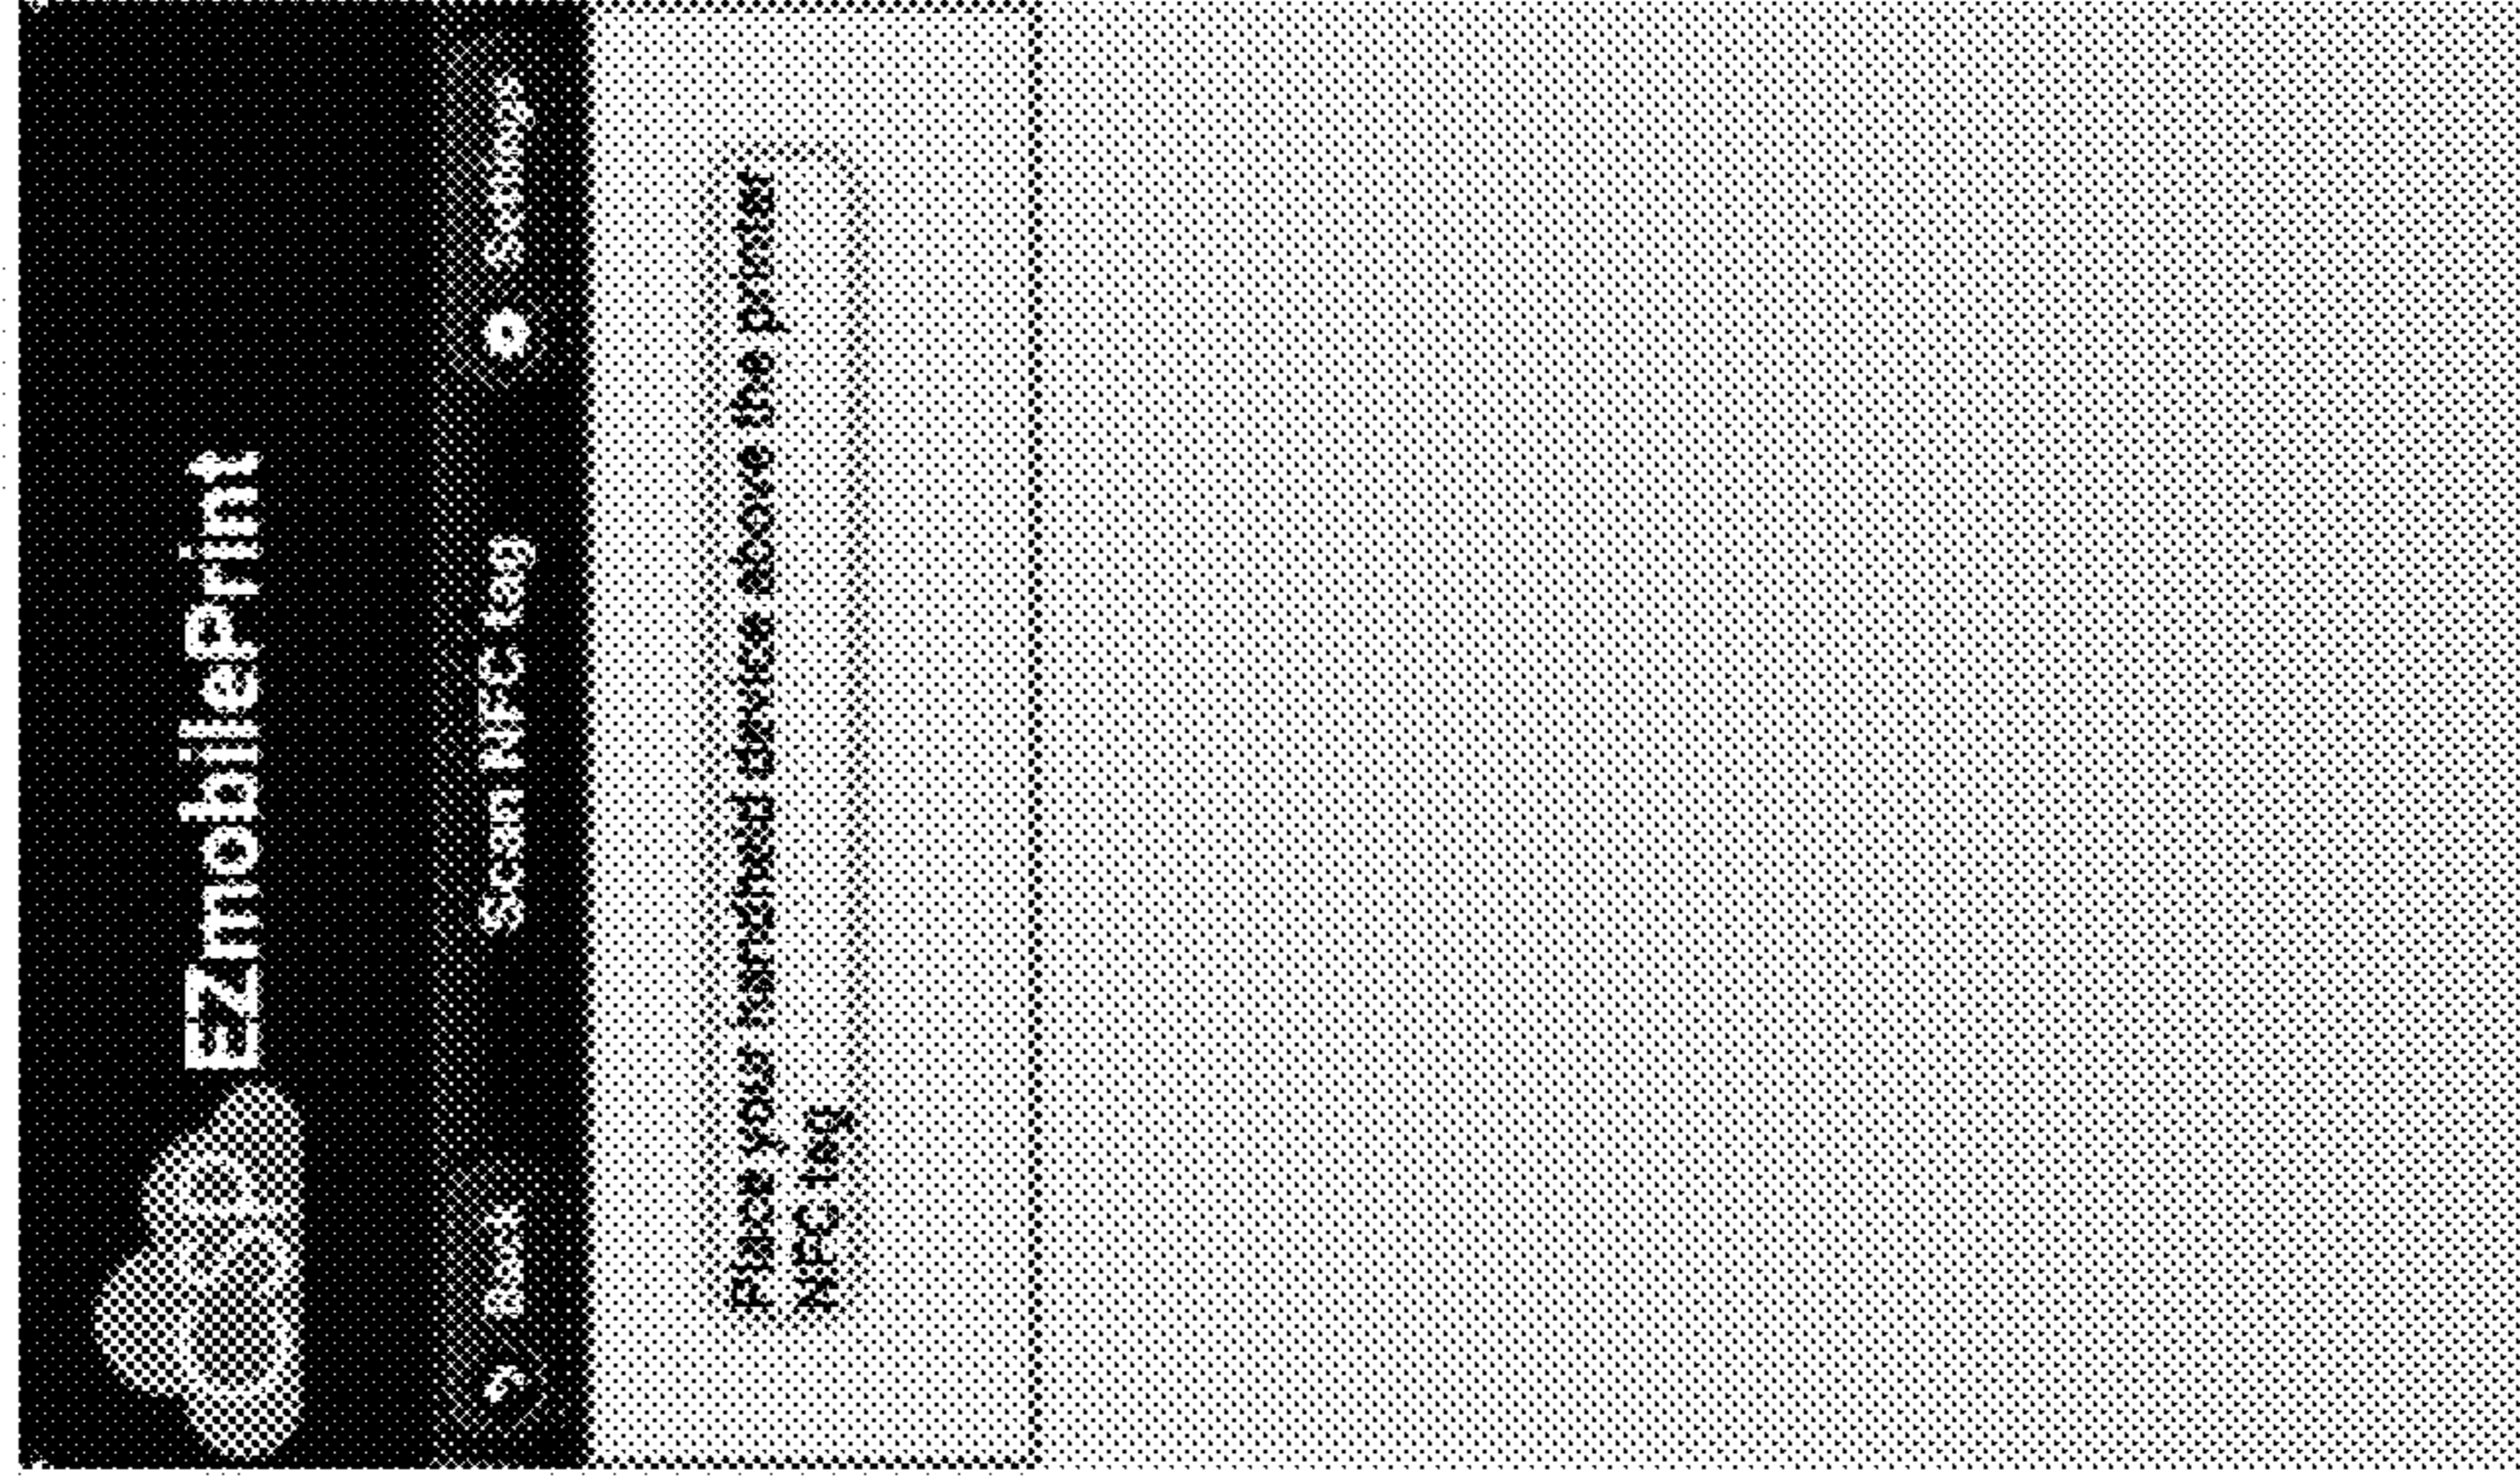 EZmobilePrint
Back
Scan NFC tag
Settings
Place your handheld device above the printer
NFC tag